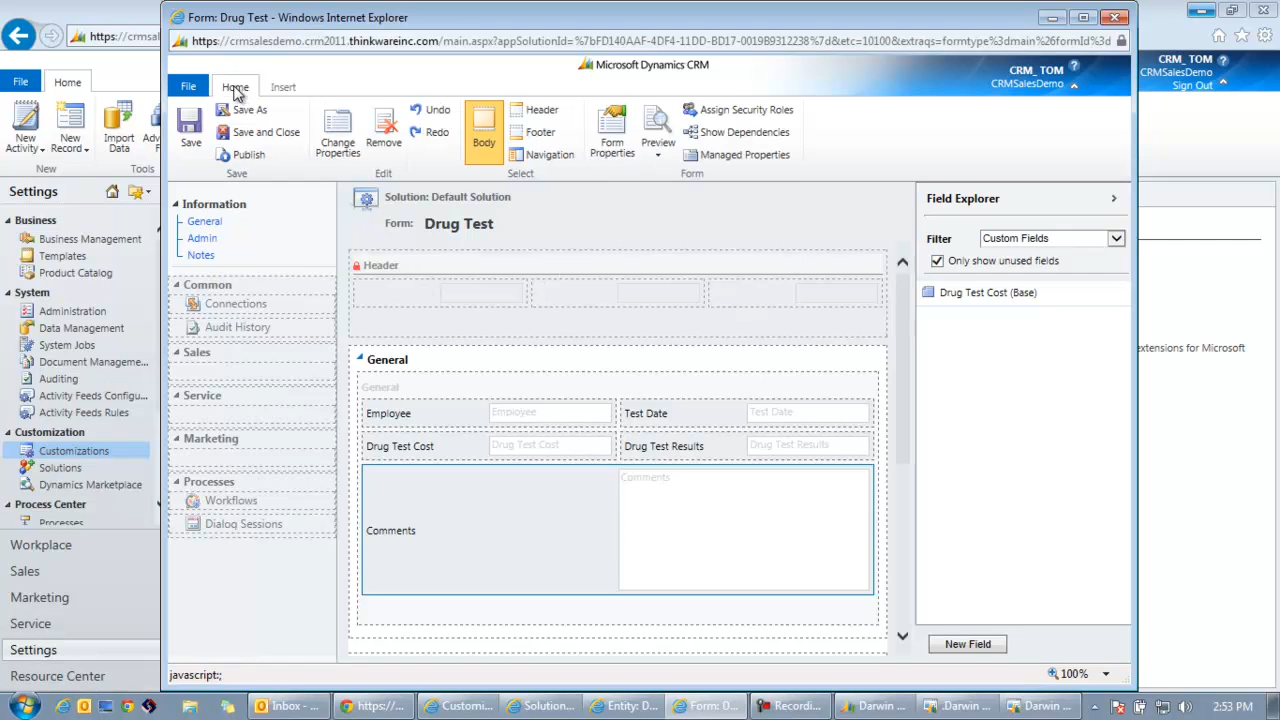 Form: Drug Test - Windows Internet Explorer
https://crmsal
https://crmsalesdemo.crm2011.thinkwareinc.com/main.aspx?appSolutionId=%7bFD140AAF-4DF4-11DD-BD17-0019B9312238%7d&etc=10100&extraqs=formtype%3dmain%26formId%3d
Microsoft Dynamics CRM
CRM_TOM
CRMSalesDemo
CRM_TOM
CRMSalesDemo
Sign Out
File
Home
File
Home
Insert
New Activity
New Record
Import Data
Adv
F
New
Tools
Save
Save As
Save and Close
Publish
Save
Change Properties
Remove
Undo
Redo
Edit
Body
Header
Footer
Navigation
Select
Form Properties
Preview
Assign Security Roles
Show Dependencies
Managed Properties
Form
Settings
Business
Business Management
Templates
Product Catalog
System
Administration
Data Management
System Jobs
Document Manageme...
Auditing
Activity Feeds Configu...
Activity Feeds Rules
Customization
Customizations
Solutions
Dynamics Marketplace
Process Center
Processes
Workplace
Sales
Marketing
Service
Settings
Resource Center
Information
General
Admin
Notes
Common
Connections
Audit History
Sales
Service
Marketing
Processes
Workflows
Dialog Sessions
Solution: Default Solution
Form: Drug Test
Header
General
General
Employee
Employee
Test Date
Test Date
Drug Test Cost
Drug Test Cost
Drug Test Results
Drug Test Results
Comments
Comments
Field Explorer
Filter
Custom Fields
Only show unused fields
Drug Test Cost (Base)
New Field
extensions for Microsoft
javascript:;
100%
Inbox - ...
https://...
Customi...
Solution...
Entity: D...
Form: D...
Recordi...
Darwin ...
.Darwin ...
Darwin ...
2:53 PM